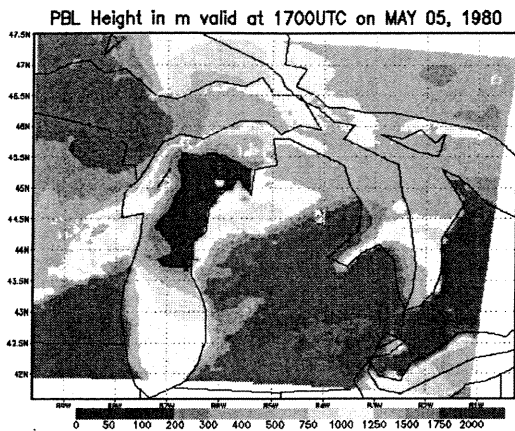 PBL Height in m valid at 1700UTC on MAY 05, 1980
47.5N
47N
46.5N
46N
45.5N
45N
44.5N
44N
43.5N
43N
42.5N
42N
0 50 100 200 300 400 500 750 1000 1250 1500 1750 2000